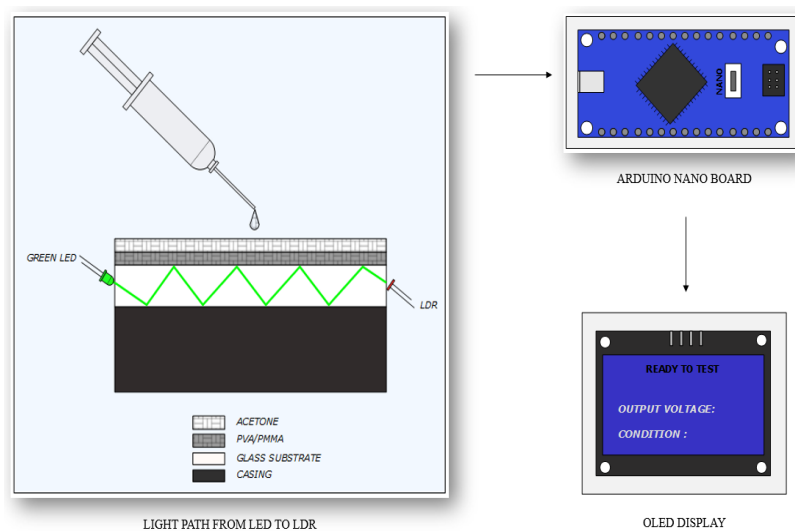 GREEN LED
LDR
ACETONE
PVA/PMMA
GLASS SUBSTRATE
CASING
LIGHT PATH FROM LED TO LDR
NANO
ARDUINO NANO BOARD
READY TO TEST
OUTPUT VOLTAGE:
CONDITION :
OLED DISPLAY